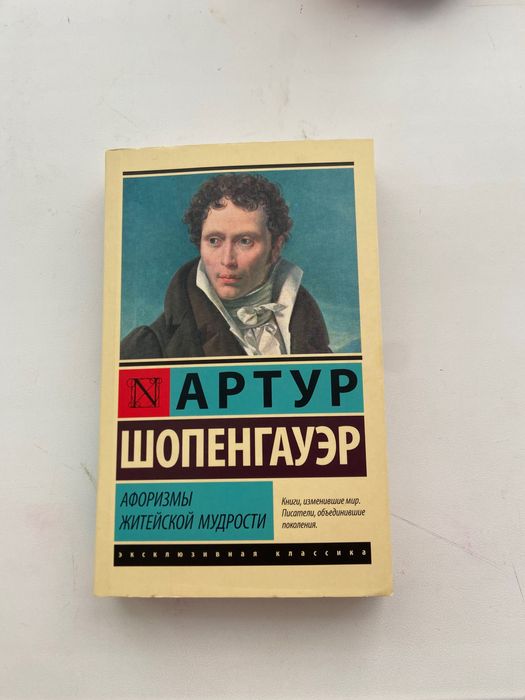 N
АРТУР
ШОПЕНГАУЭР
АФОРИЗМЫ
ЖИТЕЙСКОЙ МУДРОСТИ
Книги, изменившие мир.
Писатели, объединившие
поколения.
эксклюзивная классика